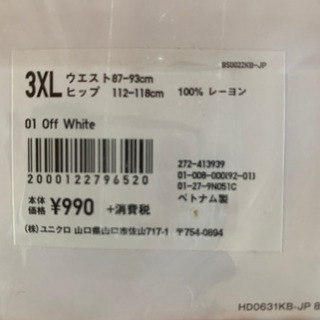 BS0022KB-JP
3XL ウエスト87-93cm
ヒップ 112-118cm 100% レーヨン
01 Off White
2000122796520
272-413939
01-008-000(92-01)
01-27-9N051C
ベトナム製
本体価格 ¥990 +消費税
(株)ユニクロ 山口県山口市佐山717-1 〒754-0894
HD0631KB-JP 8